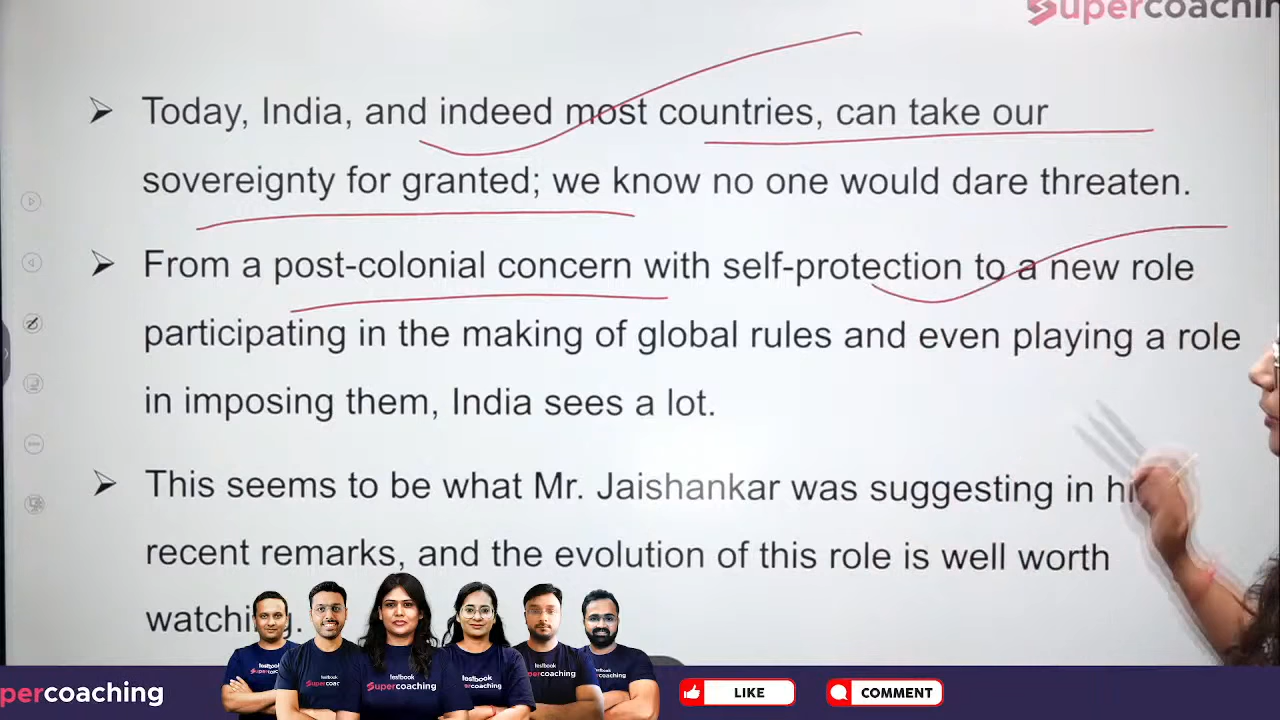 Supercoachin
➢ Today, India, and indeed most countries, can take our
sovereignty for granted; we know no one would dare threaten.
➢ From a post-colonial concern with self-protection to a new role
participating in the making of global rules and even playing a role
in imposing them, India sees a lot.
➢ This seems to be what Mr. Jaishankar was suggesting in hi
recent remarks, and the evolution of this role is well worth
watching.
testbook
Supercoaching
testbook
percoaching
LIKE
COMMENT